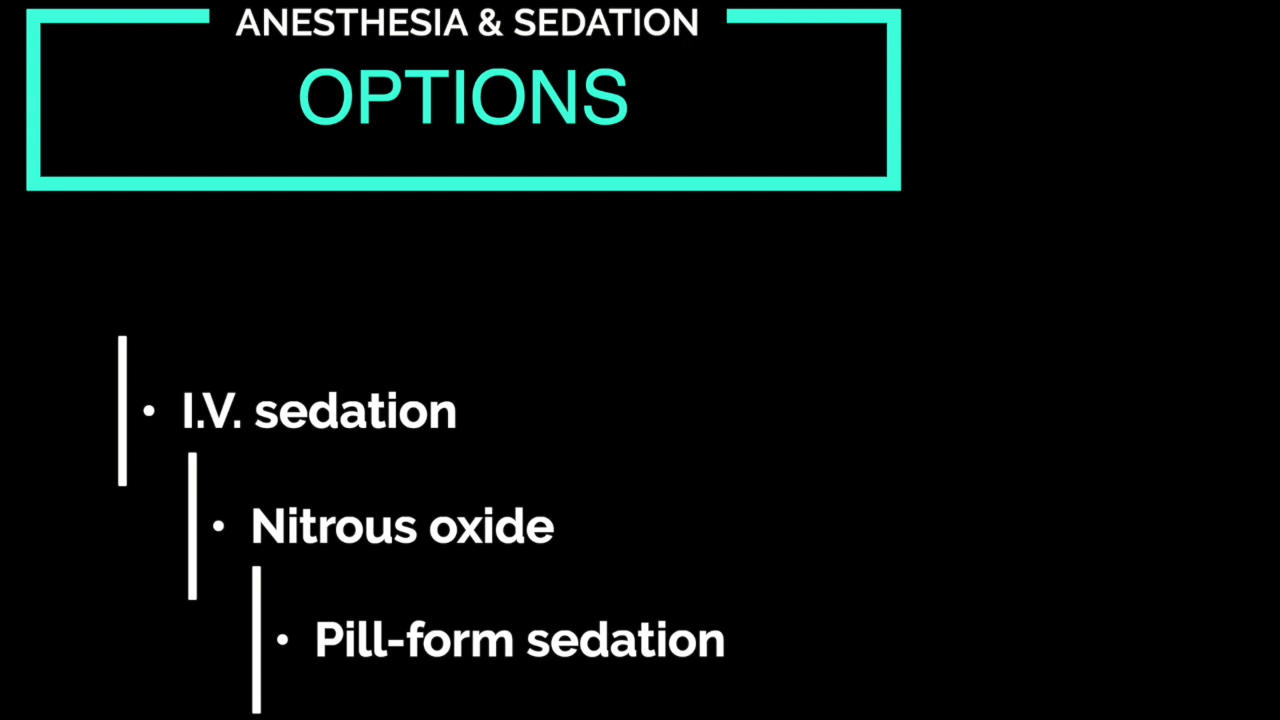 ANESTHESIA & SEDATION
OPTIONS
• I.V. sedation
• Nitrous oxide
• Pill-form sedation